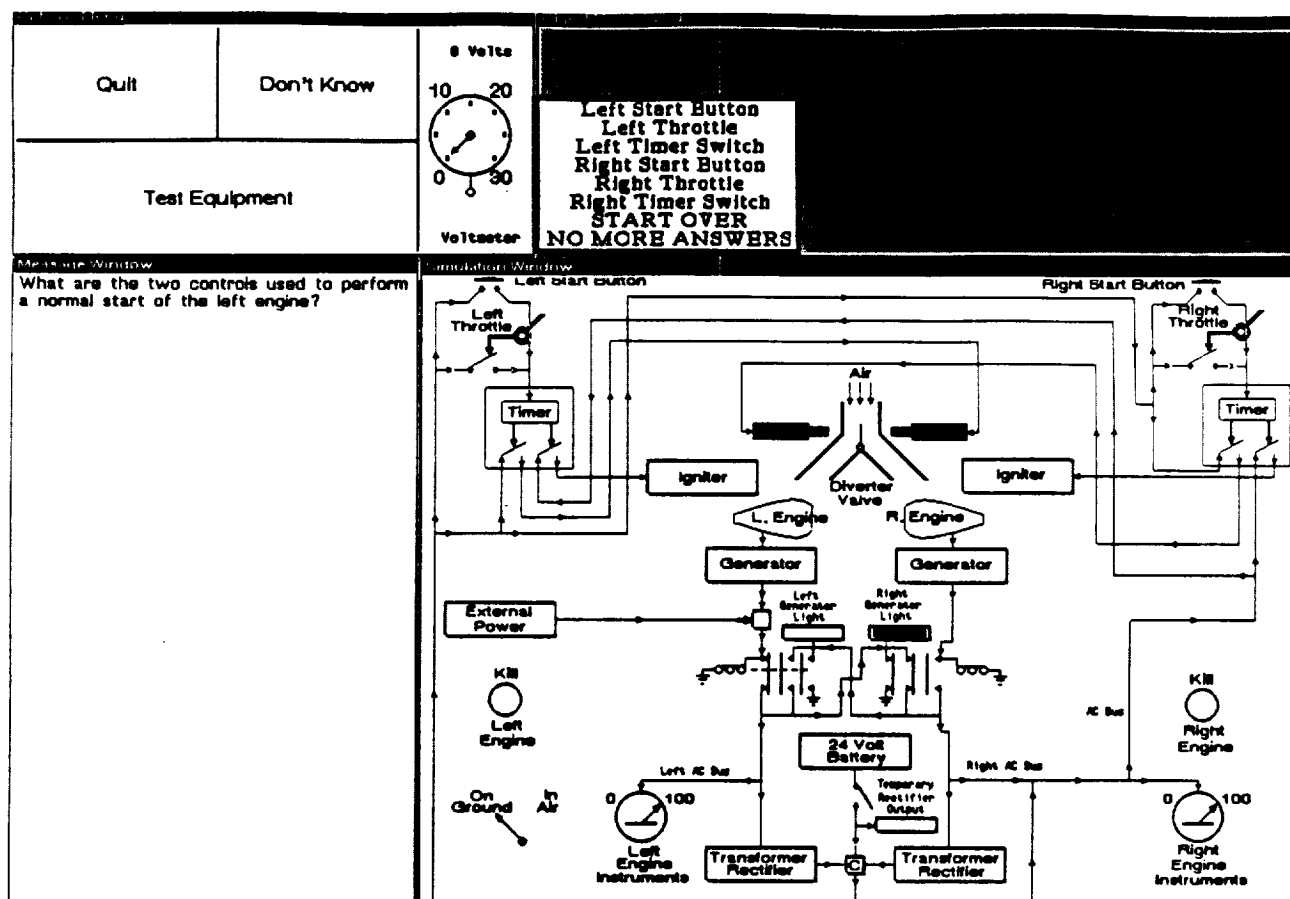 Quit
Don't Know
Test Equipment
0 Volts
10 20
0 30
Voltmeter
Left Start Button
Left Throttle
Left Timer Switch
Right Start Button
Right Throttle
Right Timer Switch
START OVER
NO MORE ANSWERS
Message Window
What are the two controls used to perform
a normal start of the left engine?
Simulation Window
Left Start Button
Right Start Button
Left
Throttle
Right
Throttle
Air
Timer
Timer
Igniter
Igniter
Diverter
Valve
L. Engine
R. Engine
Generator
Generator
External
Power
Left
Generator
Light
Right
Generator
Light
Kill
Left
Engine
Kill
Right
Engine
AC Bus
24 Volt
Battery
Left AC Bus
Right AC Bus
Temporary
Rectifier
Output
On
Ground
In
Air
0 100
Left
Engine
Instruments
0 100
Right
Engine
Instruments
Transformer
Rectifier
C
Transformer
Rectifier